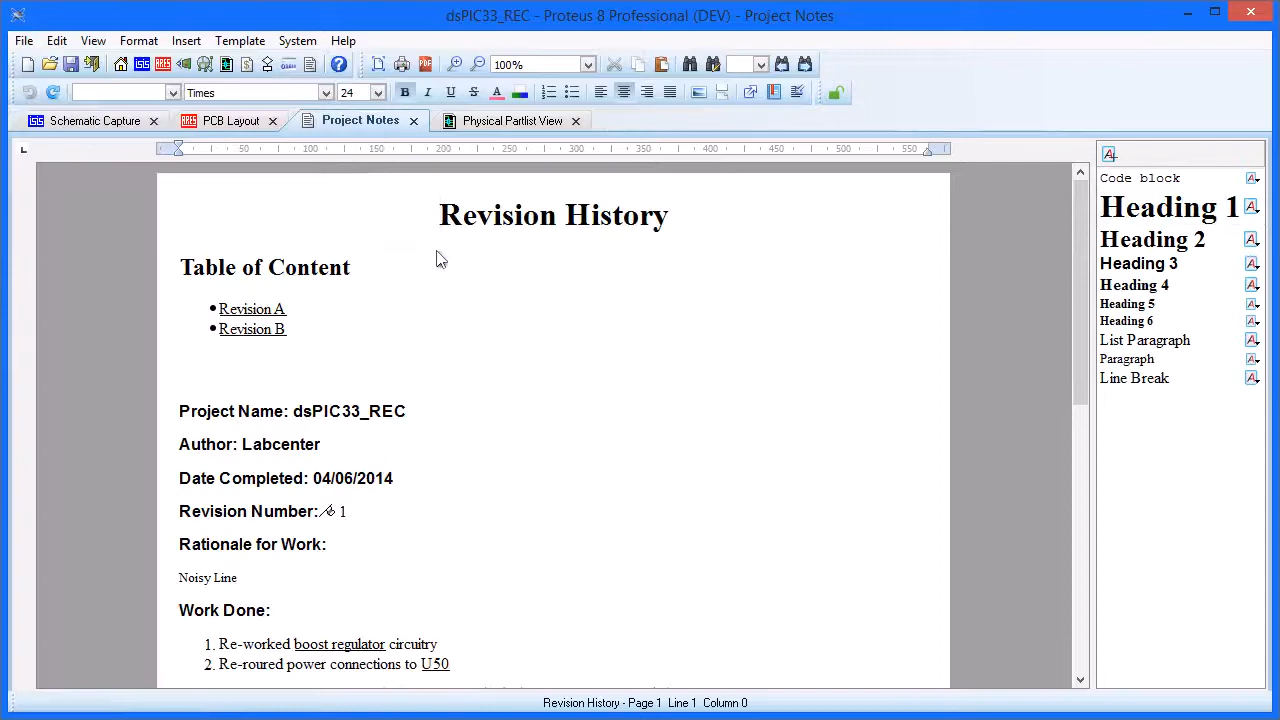 dsPIC33_REC - Proteus 8 Professional (DEV) - Project Notes
File Edit View Format Insert Template System Help
ISIS ARES PDF 100%
Times 24 B I U S A
ISIS Schematic Capture ARES PCB Layout Project Notes Physical Partlist View
50 100 150 200 250 300 350 400 450 500 550
Revision History
Table of Content
• Revision A
• Revision B
Project Name: dsPIC33_REC
Author: Labcenter
Date Completed: 04/06/2014
Revision Number: 1
Rationale for Work:
Noisy Line
Work Done:
1. Re-worked boost regulator circuitry
2. Re-roured power connections to U50
Code block
Heading 1
Heading 2
Heading 3
Heading 4
Heading 5
Heading 6
List Paragraph
Paragraph
Line Break
Revision History - Page 1 Line 1 Column 0